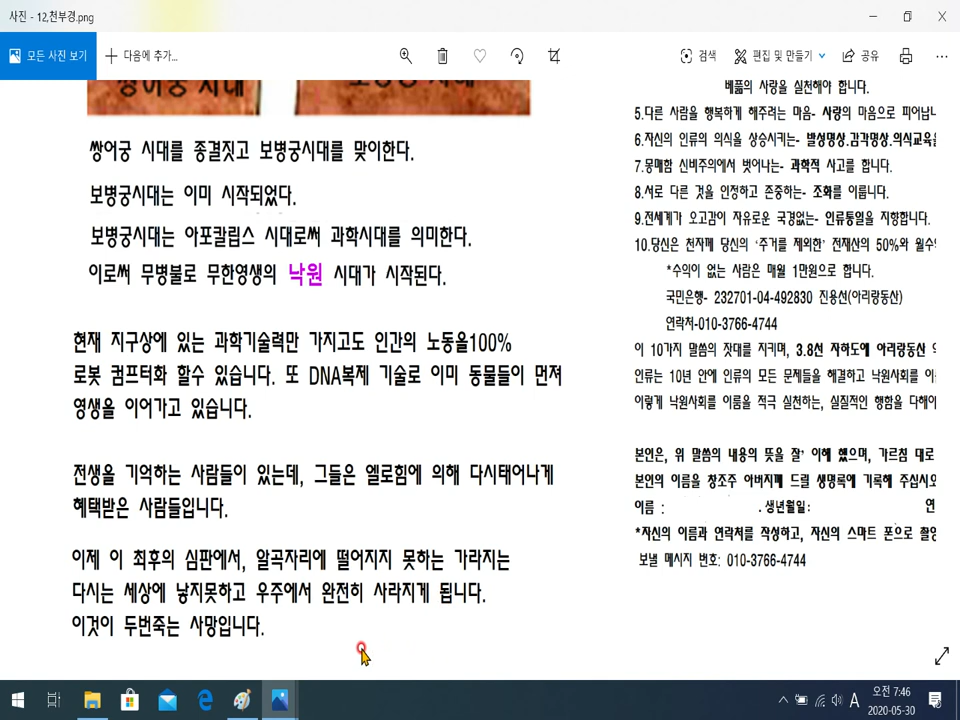 사진 - 12,천부경.png
모든 사진 보기
다음에 추가...
검색
편집 및 만들기
공유
쌍어궁 시대
쌍어궁 시대를 종결짓고 보병궁시대를 맞이한다.
보병궁시대는 이미 시작되었다.
보병궁시대는 아포칼립스 시대로써 과학시대를 의미한다.
이로써 무병불로 무한영생의 낙원 시대가 시작된다.
현재 지구상에 있는 과학기술력만 가지고도 인간의 노동을100%
로봇 컴프터화 할수 있습니다. 또 DNA복제 기술로 이미 동물들이 먼저
영생을 이어가고 있습니다.
전생을 기억하는 사람들이 있는데, 그들은 엘로힘에 의해 다시태어나게
혜택받은 사람들입니다.
이제 이 최후의 심판에서, 알곡자리에 떨어지지 못하는 가라지는
다시는 세상에 낳지못하고 우주에서 완전히 사라지게 됩니다.
이것이 두번죽는 사망입니다.
베풂의 사랑을 실천해야 합니다.
5.다른 사람을 행복하게 해주려는 마음- 사랑의 마음으로 피어납니
6.자신의 인류의 의식을 상승시키는- 발성명상.감각명상.의식교육을
7.몽매함 신비주의에서 벗어나는- 과학적 사고를 합니다.
8.서로 다른 것을 인정하고 존중하는- 조화를 이룹니다.
9.전세계가 오고감이 자유로운 국경없는- 인류통일을 지향합니다.
10.당신은 천자께 당신의 '주거를 제외한' 전재산의 50%와 월수
*수익이 없는 사람은 매월 1만원으로 합니다.
국민은행- 232701-04-492830 진용선(아리랑동산)
연락처-010-3766-4744
이 10가지 말씀의 잣대를 지키며, 3.8선 자하도에 아리랑동산
인류는 10년 안에 인류의 모든 문제들을 해결하고 낙원사회를 이
이렇게 낙원사회를 이룸을 적극 실천하는, 실질적인 행함을 다해야
본인은, 위 말씀의 내용의 뜻을 잘' 이해 했으며, 가르침 대로
본인의 이름을 창조주 아버지께 드릴 생명록에 기록해 주십시오
이름 : . 생년월일: 연
*자신의 이름과 연락처를 작성하고, 자신의 스마트 폰으로 촬영
보낼 메시지 번호: 010-3766-4744
A
오전 7:46
2020-05-30